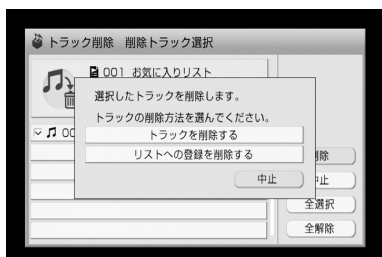 トラック削除 削除トラック選択
001 お気に入りリスト
選択したトラックを削除します。
トラックの削除方法を選んでください。
トラックを削除する
リストへの登録を削除する
中止
00
削除
中止
全選択
全解除